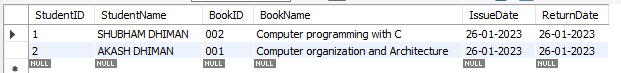 StudentID StudentName BookID BookName IssueDate ReturnDate
1 SHUBHAM DHIMAN 002 Computer programming with C 26-01-2023 26-01-2023
2 AKASH DHIMAN 001 Computer organization and Architecture 26-01-2023 26-01-2023
NULL NULL NULL NULL NULL NULL